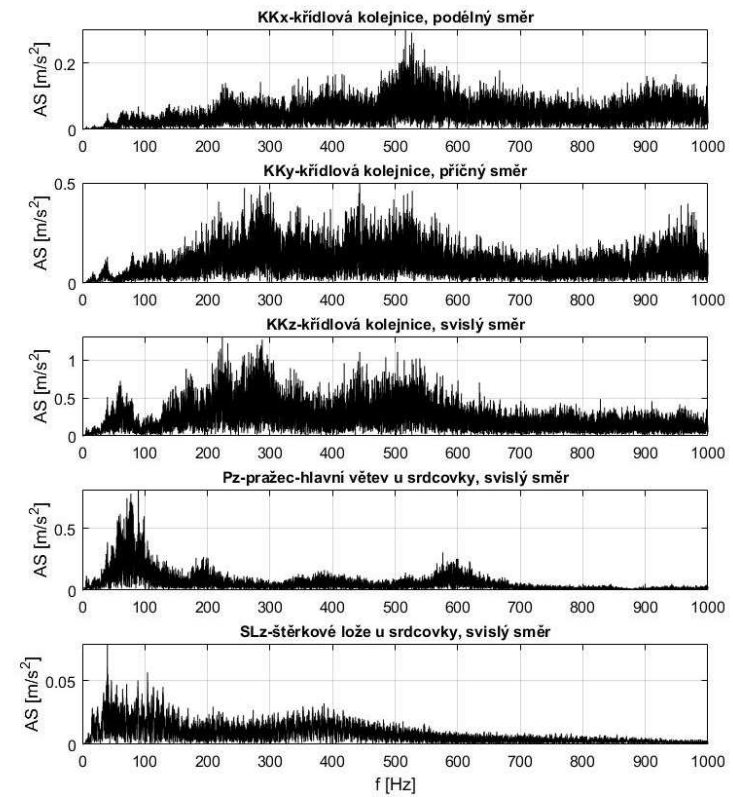 KKx-křídlová kolejnice, podélný směr
AS [m/s²]
0.2
0
0 100 200 300 400 500 600 700 800 900 1000
KKy-křídlová kolejnice, příčný směr
AS [m/s²]
0.5
0
0 100 200 300 400 500 600 700 800 900 1000
KKz-křídlová kolejnice, svislý směr
AS [m/s²]
1
0.5
0
0 100 200 300 400 500 600 700 800 900 1000
Pz-pražec-hlavní větev u srdcovky, svislý směr
AS [m/s²]
0.5
0
0 100 200 300 400 500 600 700 800 900 1000
SLz-štěrkové lože u srdcovky, svislý směr
AS [m/s²]
0.05
0
0 100 200 300 400 500 600 700 800 900 1000
f [Hz]